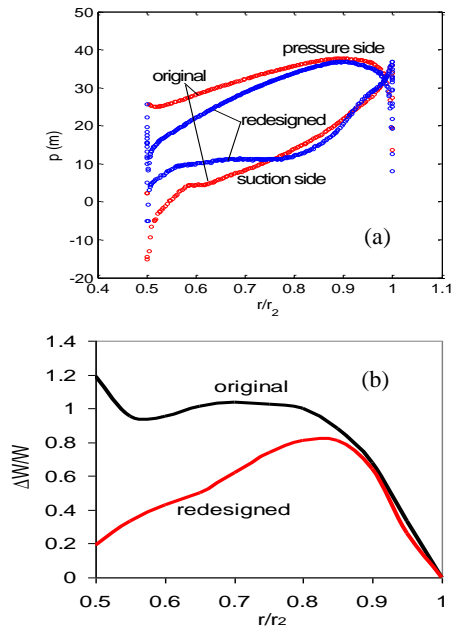 50
40
30
20
10
0
-10
-20
p (m)
pressure side
original
redesigned
suction side
(a)
0.4 0.5 0.6 0.7 0.8 0.9 1 1.1
r/r2
1.4
1.2
1
0.8
0.6
0.4
0.2
0
ΔW/W
original
(b)
redesigned
0.5 0.6 0.7 0.8 0.9 1
r/r2